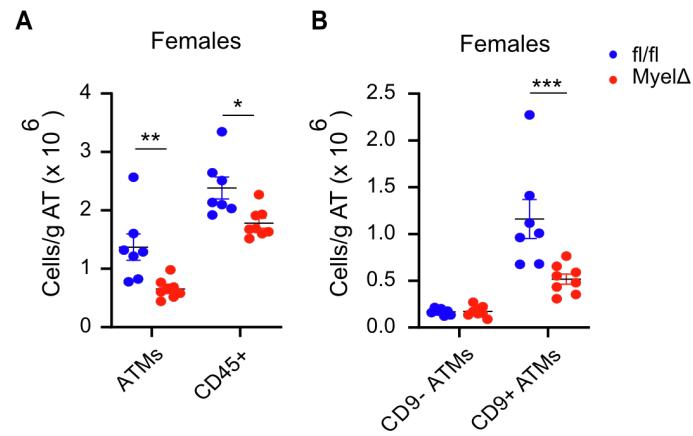 A
Females
Cells/g AT (x 10^6)
4
3
2
1
0
**
*
ATMs
CD45+
B
Females
Cells/g AT (x 10^6)
2.5
2.0
1.5
1.0
0.5
0.0
***
CD9- ATMs
CD9+ ATMs
fl/fl
MyelΔ